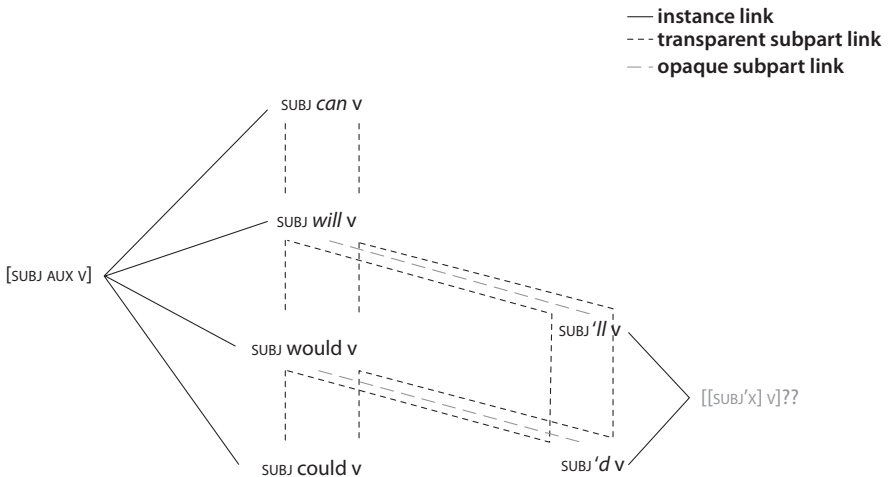 instance link
transparent subpart link
opaque subpart link
SUBJ can V
SUBJ will V
[SUBJ AUX V]
SUBJ 'll V
SUBJ would V
[[SUBJ'X] V]??
SUBJ 'd V
SUBJ could V